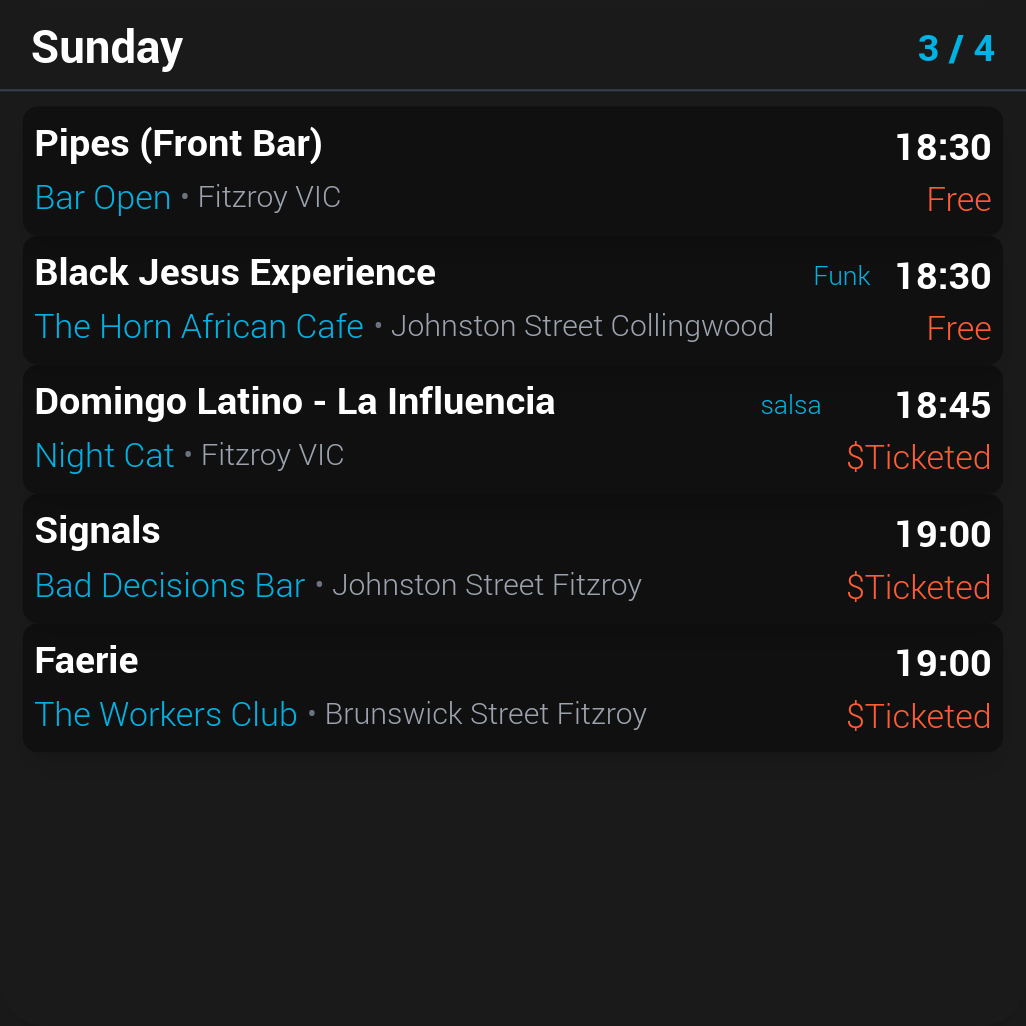 Sunday 3 / 4
Pipes (Front Bar) 18:30
Bar Open • Fitzroy VIC Free
Black Jesus Experience Funk 18:30
The Horn African Cafe • Johnston Street Collingwood Free
Domingo Latino - La Influencia salsa 18:45
Night Cat • Fitzroy VIC $Ticketed
Signals 19:00
Bad Decisions Bar • Johnston Street Fitzroy $Ticketed
Faerie 19:00
The Workers Club • Brunswick Street Fitzroy $Ticketed